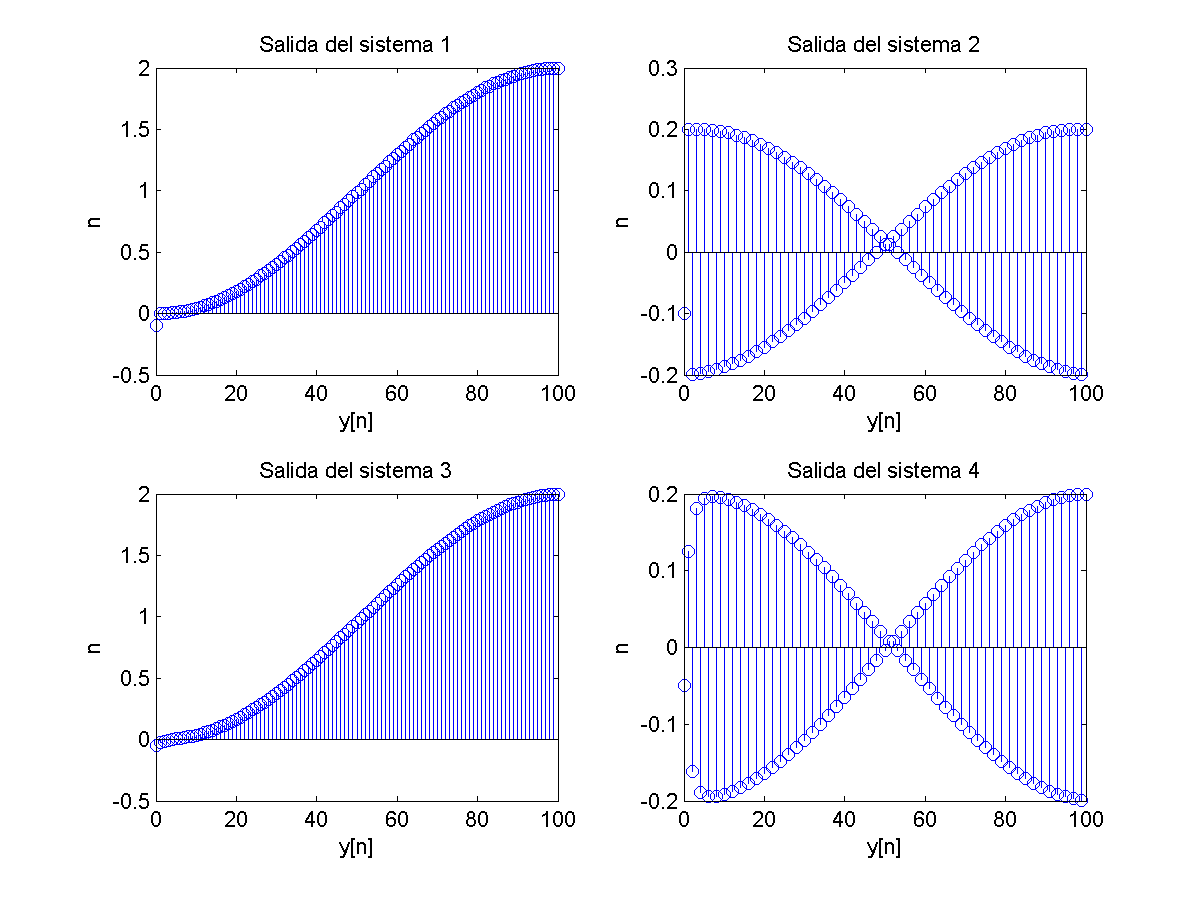 Salida del sistema 1
2
1.5
1
0.5
0
-0.5
n
0 20 40 60 80 100
y[n]
Salida del sistema 2
0.3
0.2
0.1
0
-0.1
-0.2
n
0 20 40 60 80 100
y[n]
Salida del sistema 3
2
1.5
1
0.5
0
-0.5
n
0 20 40 60 80 100
y[n]
Salida del sistema 4
0.2
0.1
0
-0.1
-0.2
n
0 20 40 60 80 100
y[n]